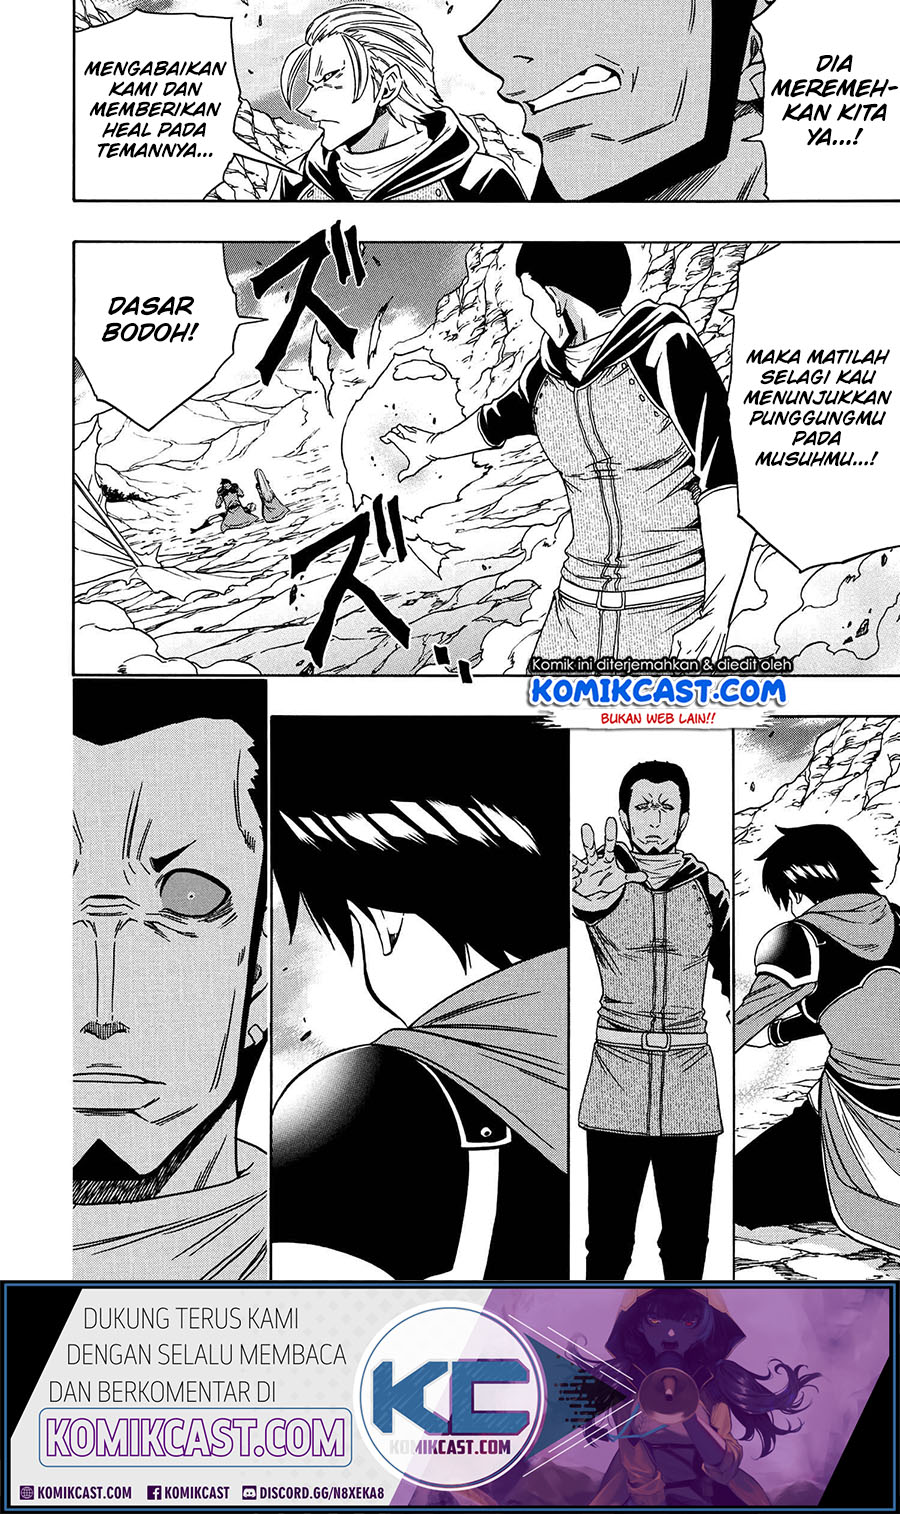 DIA
MEREMEH-
KAN KITA
YA...!
MENGABAIKAN
KAMI DAN
MEMBERIKAN
HEAL PADA
TEMANNYA...
MAKA MATILAH
SELAGI KAU
MENUNJUKKAN
PUNGGUNGMU
PADA
MUSUHMU...!
DASAR
BODOH!
ズ
ズ
Komik ini diterjemahkan & diedit oleh
KOMIKCAST.COM
BUKAN WEB LAIN!!
DUKUNG TERUS KAMI
DENGAN SELALU MEMBACA
DAN BERKOMENTAR DI
KOMIKCAST.COM
KC
KOMIKCAST.COM
KOMIKCAST.COM
KOMIKCAST
DISCORD.GG/N8XEKA8